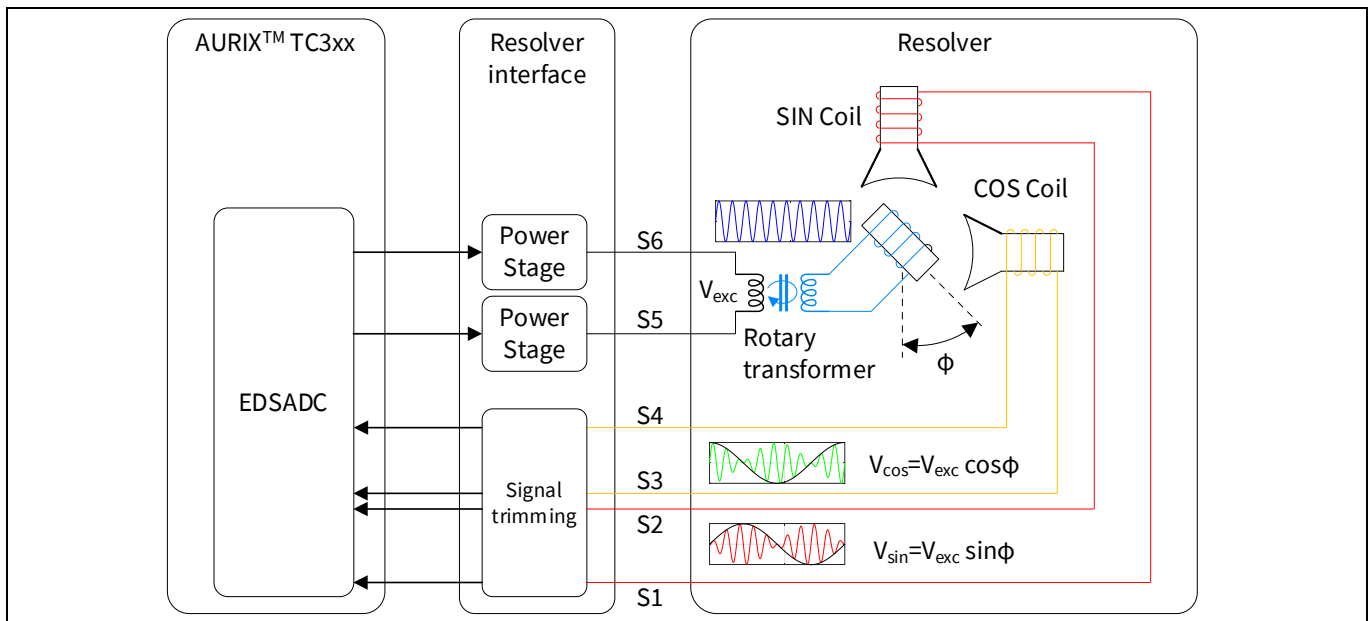 AURIX™ TC3xx
Resolver
interface
Resolver
SIN Coil
COS Coil
Power
Stage
S6
Vexc
Power
Stage
S5
Rotary
transformer
ϕ
EDSADC
S4
Vcos=Vexc cosϕ
S3
Signal
trimming
S2
Vsin=Vexc sinϕ
S1